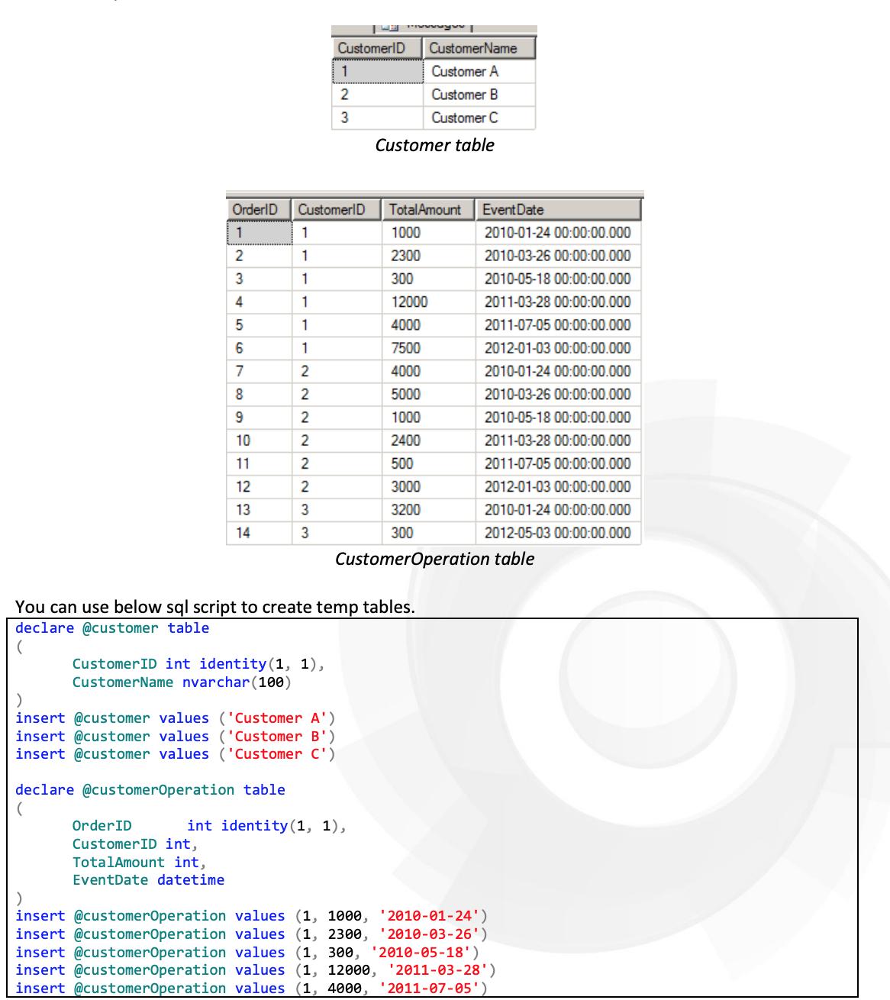 Messages
CustomerID CustomerName
1 Customer A
2 Customer B
3 Customer C
Customer table
OrderID CustomerID TotalAmount EventDate
1 1 1000 2010-01-24 00:00:00.000
2 1 2300 2010-03-26 00:00:00.000
3 1 300 2010-05-18 00:00:00.000
4 1 12000 2011-03-28 00:00:00.000
5 1 4000 2011-07-05 00:00:00.000
6 1 7500 2012-01-03 00:00:00.000
7 2 4000 2010-01-24 00:00:00.000
8 2 5000 2010-03-26 00:00:00.000
9 2 1000 2010-05-18 00:00:00.000
10 2 2400 2011-03-28 00:00:00.000
11 2 500 2011-07-05 00:00:00.000
12 2 3000 2012-01-03 00:00:00.000
13 3 3200 2010-01-24 00:00:00.000
14 3 300 2012-05-03 00:00:00.000
CustomerOperation table
You can use below sql script to create temp tables.
declare @customer table
(
CustomerID int identity(1, 1),
CustomerName nvarchar(100)
)
insert @customer values ('Customer A')
insert @customer values ('Customer B')
insert @customer values ('Customer C')
declare @customerOperation table
(
OrderID int identity(1, 1),
CustomerID int,
TotalAmount int,
EventDate datetime
)
insert @customerOperation values (1, 1000, '2010-01-24')
insert @customerOperation values (1, 2300, '2010-03-26')
insert @customerOperation values (1, 300, '2010-05-18')
insert @customerOperation values (1, 12000, '2011-03-28')
insert @customerOperation values (1, 4000, '2011-07-05')